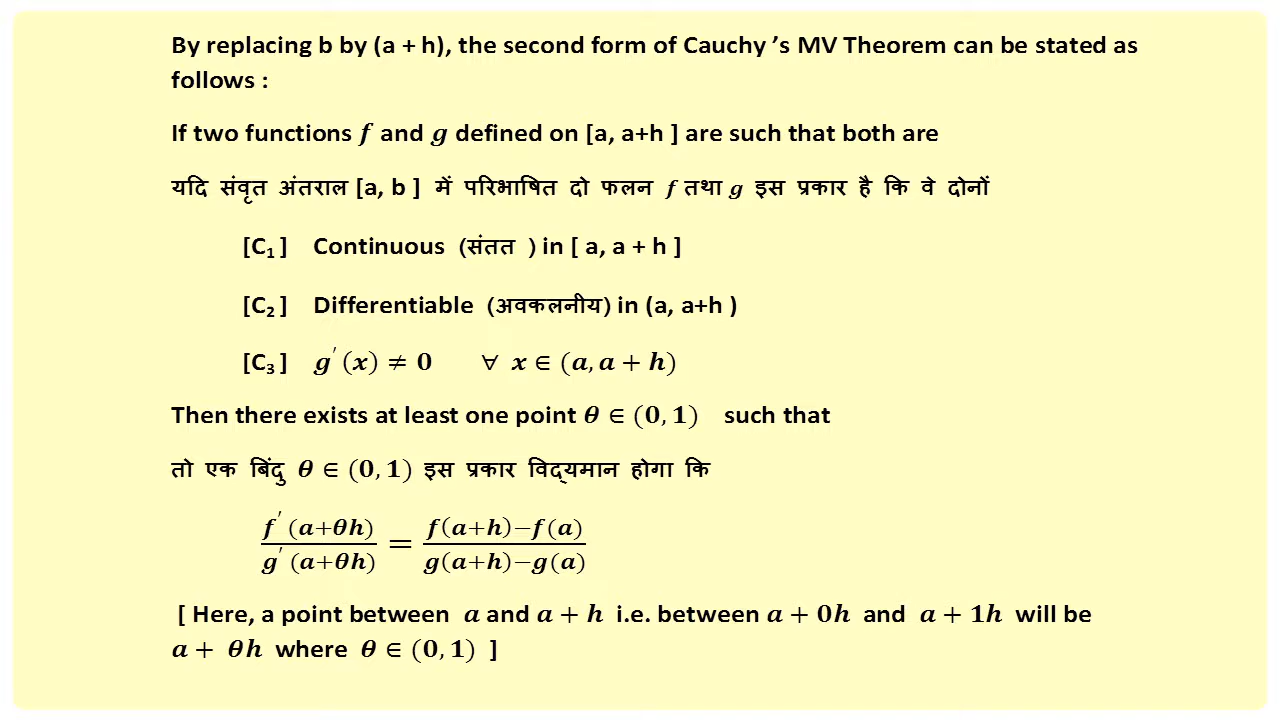 By replacing b by (a + h), the second form of Cauchy ’s MV Theorem can be stated as
follows :
If two functions f and g defined on [a, a+h ] are such that both are
यदि संवृत अंतराल [a, b ] में परिभाषित दो फलन f तथा g इस प्रकार है कि वे दोनों
[C₁ ] Continuous (संतत ) in [ a, a + h ]
[C₂ ] Differentiable (अवकलनीय) in (a, a+h )
[C₃ ] g′(x) ≠ 0 ∀ x ∈ (a, a + h)
Then there exists at least one point θ ∈ (0, 1) such that
तो एक बिंदु θ ∈ (0, 1) इस प्रकार विद्यमान होगा कि
f′(a+θh) / g′(a+θh) = f(a+h)−f(a) / g(a+h)−g(a)
[ Here, a point between a and a + h i.e. between a + 0h and a + 1h will be
a + θh where θ ∈ (0, 1) ]